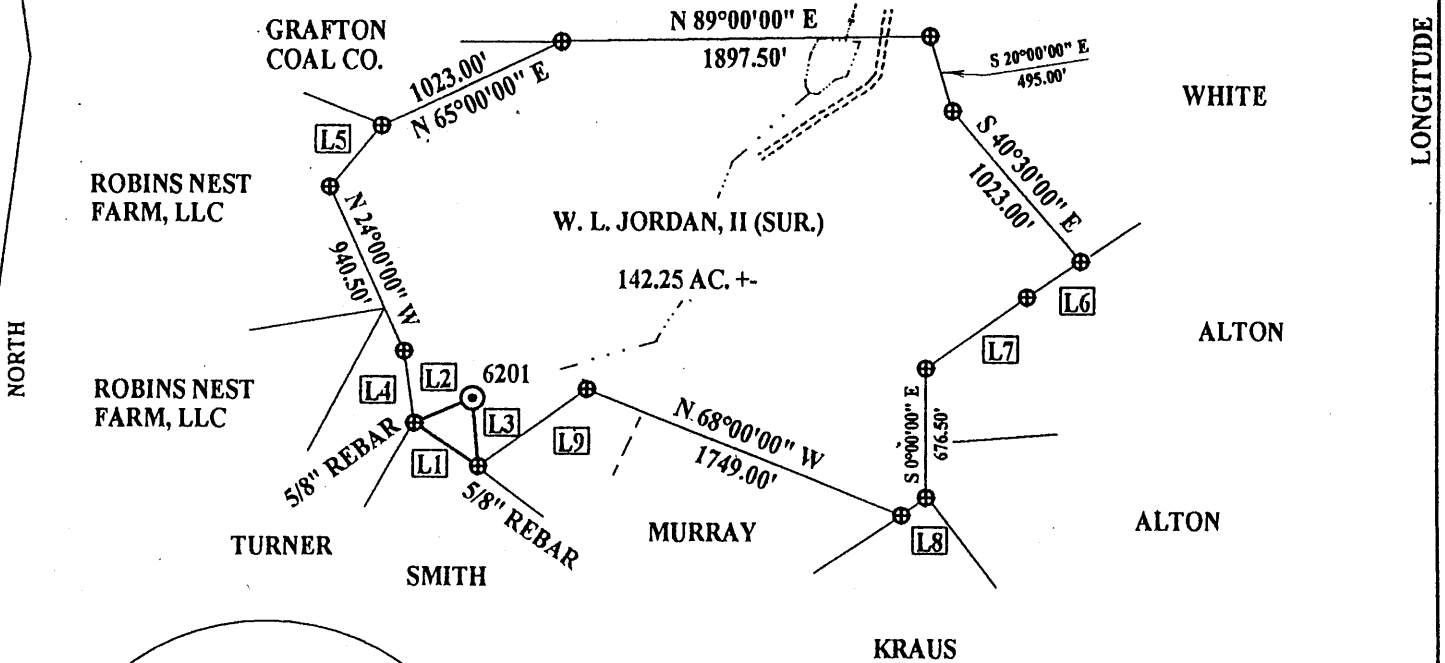 GRAFTON
COAL CO.
N 89°00'00" E
1897.50'
S 20°00'00" E
495.00'
WHITE
LONGITUDE
1023.00'
N 65°00'00" E
L5
S 40°30'00" E
1023.00'
ROBINS NEST
FARM, LLC
N 24°00'00" W
940.50'
W. L. JORDAN, II (SUR.)
142.25 AC. +-
L6
ALTON
NORTH
L7
ROBINS NEST
FARM, LLC
L4
L2
6201
L3
L9
N 68°00'00" W
1749.00'
S 0°00'00" E
676.50'
5/8" REBAR
L1
5/8" REBAR
TURNER
SMITH
MURRAY
L8
ALTON
KRAUS